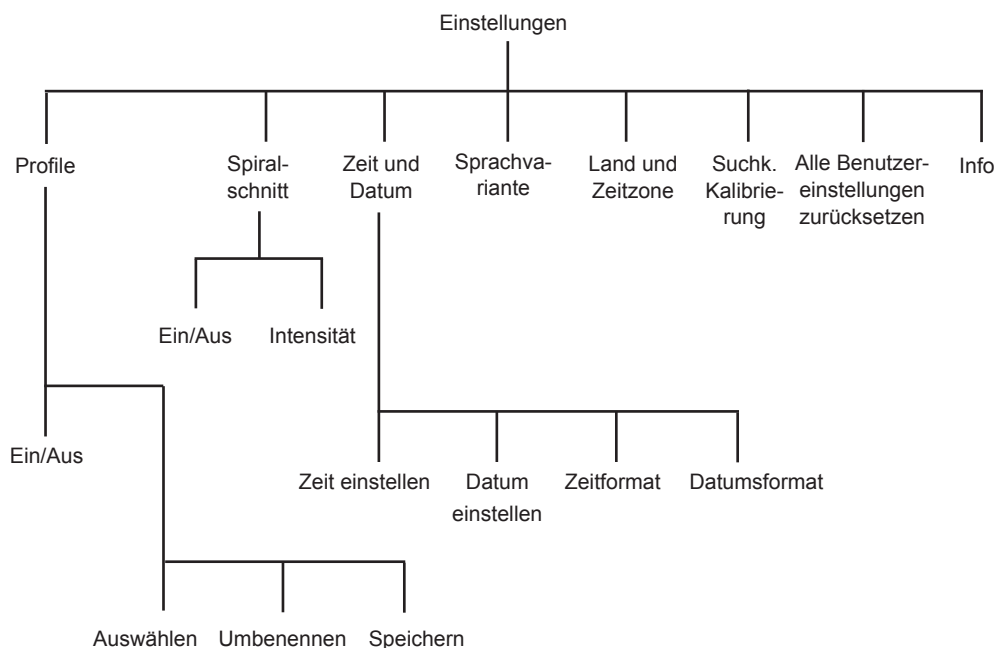 Einstellungen
Profile
Spiral-
schnitt
Zeit und
Datum
Sprachva-
riante
Land und
Zeitzone
Suchk.
Kalibrie-
rung
Alle Benutzer-
einstellungen
zurücksetzen
Info
Ein/Aus
Intensität
Ein/Aus
Zeit einstellen
Datum
einstellen
Zeitformat
Datumsformat
Auswählen
Umbenennen
Speichern